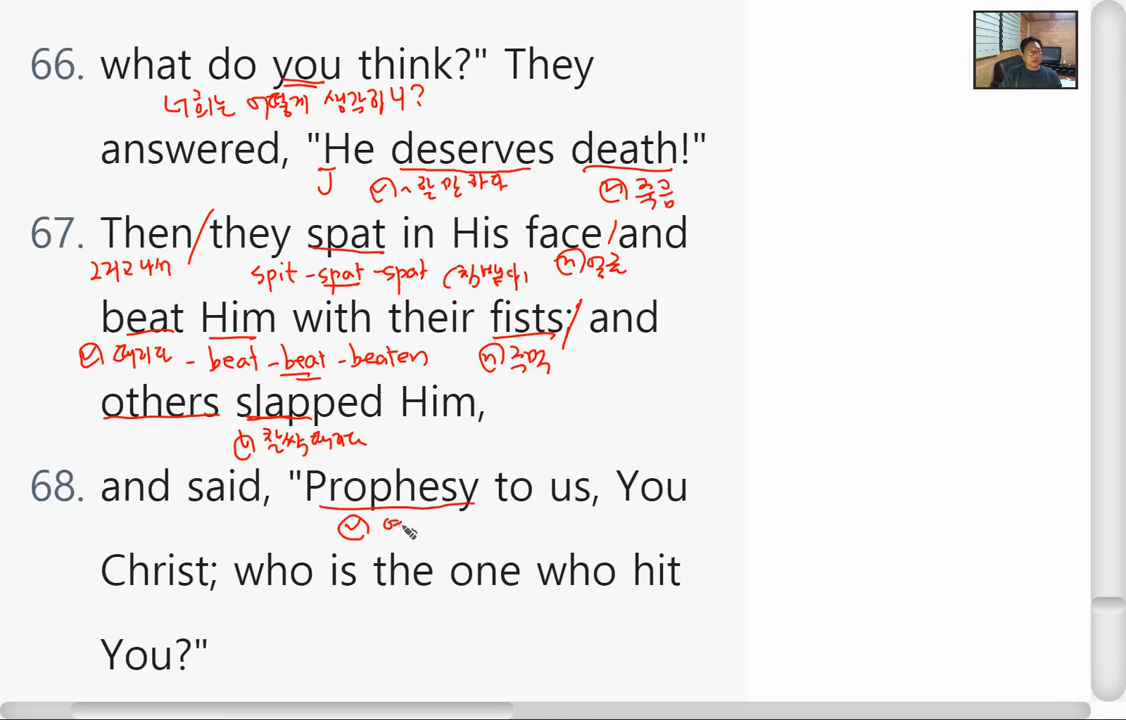 66. what do you think?" They
너희는 어떻게 생각하니?
answered, "He deserves death!"
J ⓥ ~할 만하다 ⓝ 죽음
67. Then/they spat in His face/and
그리고 나서 spit - spat - spat (침뱉다) ⓝ 얼굴
beat Him with their fists;/and
ⓥ 때리다 - beat - beat - beaten ⓝ 주먹
others slapped Him,
ⓥ 찰싹 때리다
68. and said, "Prophesy to us, You
ⓥ
Christ; who is the one who hit
You?"